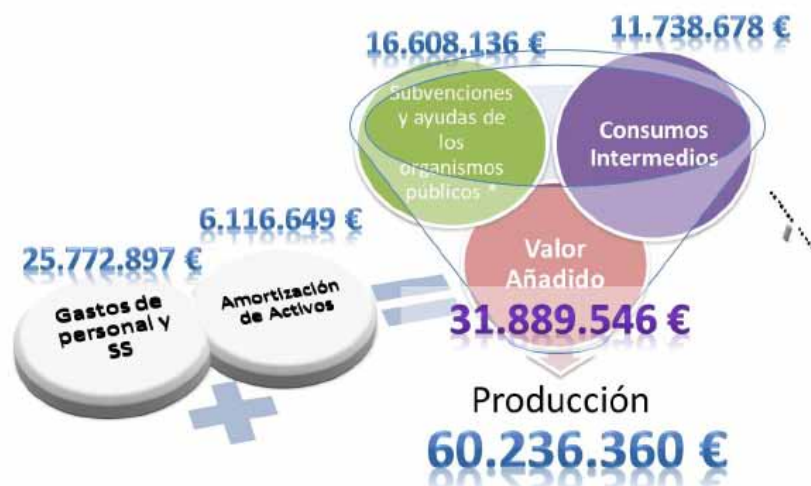 16.608.136 €
11.738.678 €
Subvenciones
y ayudas de
los
organismos
públicos *
Consumos
Intermedios
6.116.649 €
25.772.897 €
Gastos de
personal y
SS
Amortización
de Activos
Valor
Añadido
31.889.546 €
Producción
60.236.360 €